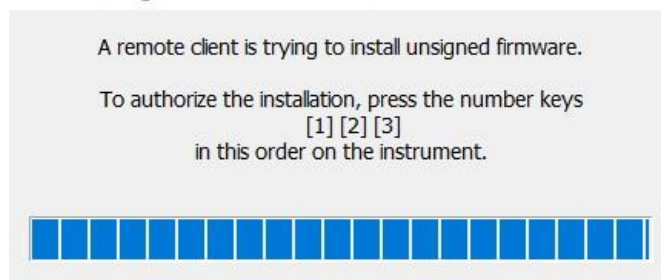 A remote client is trying to install unsigned firmware.
To authorize the installation, press the number keys
[1] [2] [3]
in this order on the instrument.